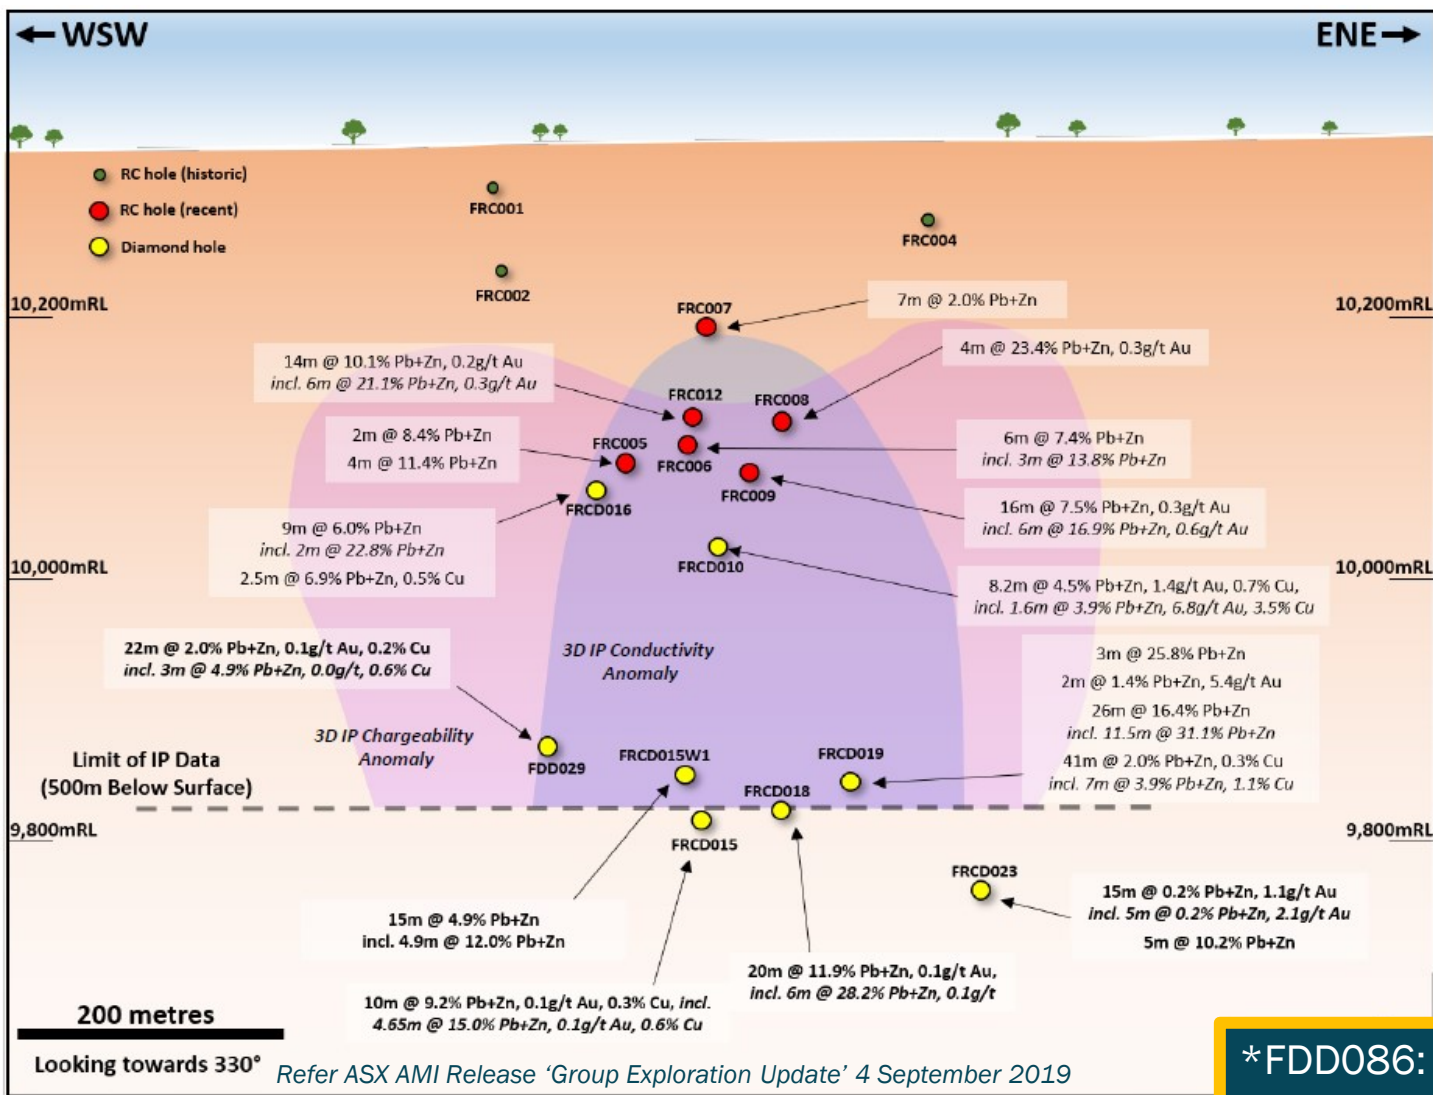 ← WSW
ENE →
RC hole (historic)
RC hole (recent)
Diamond hole
FRC001
FRC004
FRC002
10,200mRL
10,200mRL
FRC007
7m @ 2.0% Pb+Zn
14m @ 10.1% Pb+Zn, 0.2g/t Au
incl. 6m @ 21.1% Pb+Zn, 0.3g/t Au
4m @ 23.4% Pb+Zn, 0.3g/t Au
FRC012
FRC008
2m @ 8.4% Pb+Zn
4m @ 11.4% Pb+Zn
FRC005
FRC006
6m @ 7.4% Pb+Zn
incl. 3m @ 13.8% Pb+Zn
FRC009
FRCD016
9m @ 6.0% Pb+Zn
incl. 2m @ 22.8% Pb+Zn
2.5m @ 6.9% Pb+Zn, 0.5% Cu
16m @ 7.5% Pb+Zn, 0.3g/t Au
incl. 6m @ 16.9% Pb+Zn, 0.6g/t Au
FRCD010
10,000mRL
10,000mRL
8.2m @ 4.5% Pb+Zn, 1.4g/t Au, 0.7% Cu,
incl. 1.6m @ 3.9% Pb+Zn, 6.8g/t Au, 3.5% Cu
22m @ 2.0% Pb+Zn, 0.1g/t Au, 0.2% Cu
incl. 3m @ 4.9% Pb+Zn, 0.0g/t, 0.6% Cu
3D IP Conductivity
Anomaly
3m @ 25.8% Pb+Zn
2m @ 1.4% Pb+Zn, 5.4g/t Au
26m @ 16.4% Pb+Zn
incl. 11.5m @ 31.1% Pb+Zn
41m @ 2.0% Pb+Zn, 0.3% Cu
incl. 7m @ 3.9% Pb+Zn, 1.1% Cu
3D IP Chargeability
Anomaly
FDD029
FRCD015W1
FRCD019
Limit of IP Data
(500m Below Surface)
FRCD018
9,800mRL
9,800mRL
FRCD015
FRCD023
15m @ 0.2% Pb+Zn, 1.1g/t Au
incl. 5m @ 0.2% Pb+Zn, 2.1g/t Au
5m @ 10.2% Pb+Zn
15m @ 4.9% Pb+Zn
incl. 4.9m @ 12.0% Pb+Zn
20m @ 11.9% Pb+Zn, 0.1g/t Au,
incl. 6m @ 28.2% Pb+Zn, 0.1g/t
10m @ 9.2% Pb+Zn, 0.1g/t Au, 0.3% Cu, incl.
4.65m @ 15.0% Pb+Zn, 0.1g/t Au, 0.6% Cu
200 metres
Looking towards 330°
Refer ASX AMI Release ‘Group Exploration Update’ 4 September 2019
*FDD086: